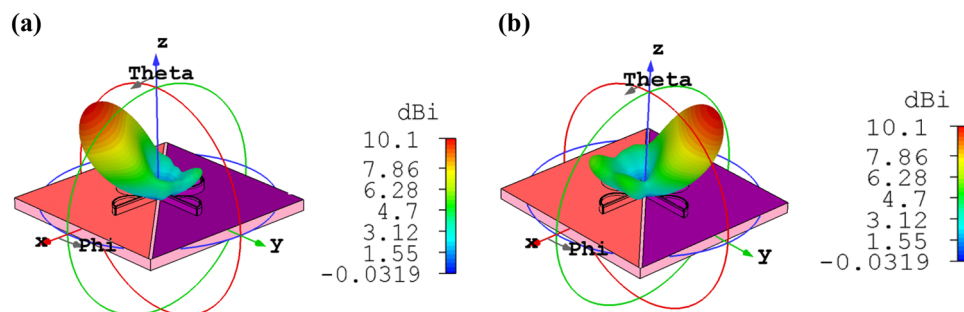 (a)
z
Theta
dBi
10.1
7.86
6.28
4.7
3.12
1.55
-0.0319
x
Phi
y
(b)
z
Theta
dBi
10.1
7.86
6.28
4.7
3.12
1.55
-0.0319
x
Phi
y